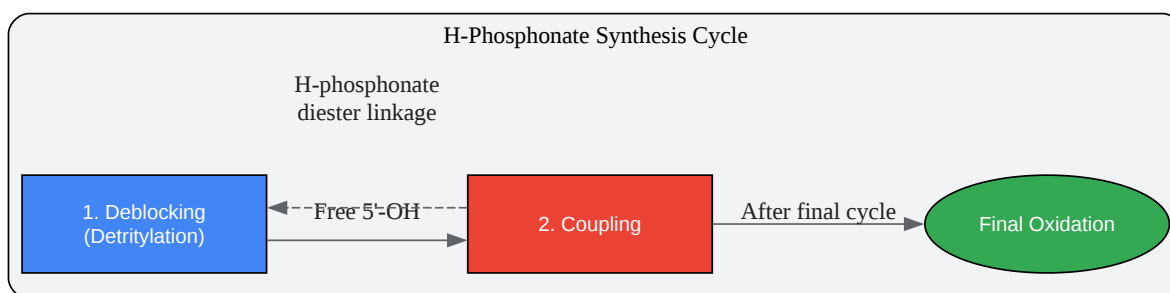 H-Phosphonate Synthesis Cycle
H-phosphonate
diester linkage
1. Deblocking
(Detritylation)
Free 5'-OH
2. Coupling
After final cycle
Final Oxidation